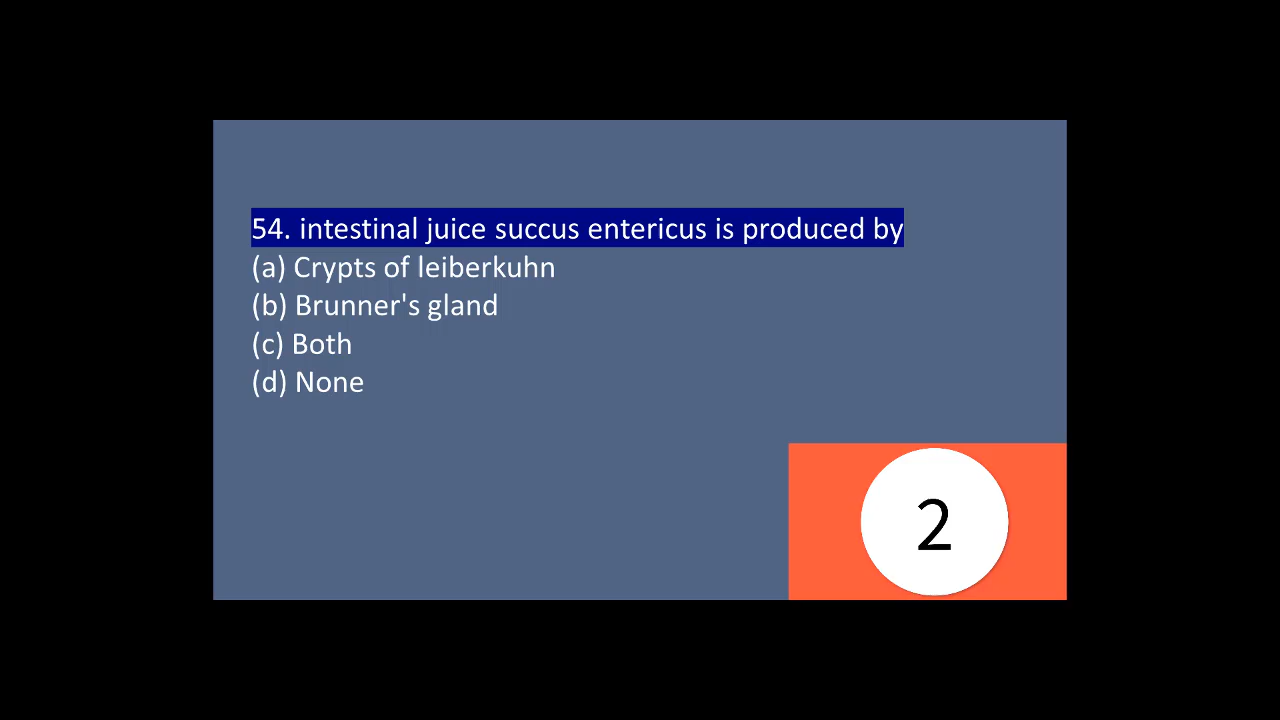 54. intestinal juice succus entericus is produced by
(a) Crypts of leiberkuhn
(b) Brunner's gland
(c) Both
(d) None
2